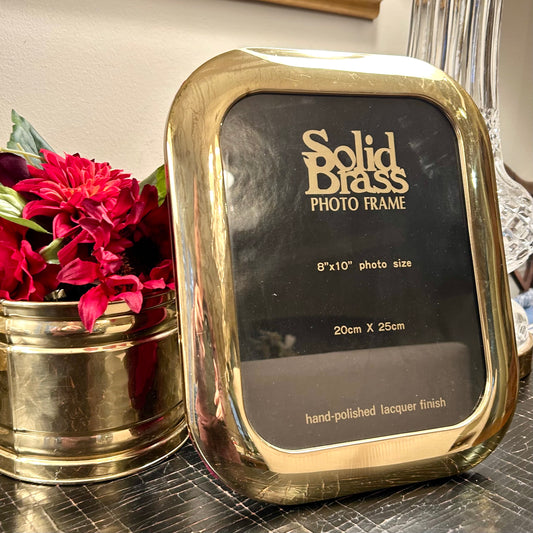 Solid
Brass
PHOTO FRAME
8"x10" photo size
20cm X 25cm
hand-polished lacquer finish